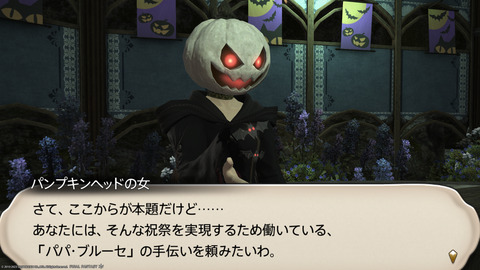 パンプキンヘッドの女
さて、ここからが本題だけど……
あなたには、そんな祝祭を実現するため働いている、
「パパ・ブルーセ」の手伝いを頼みたいわ。